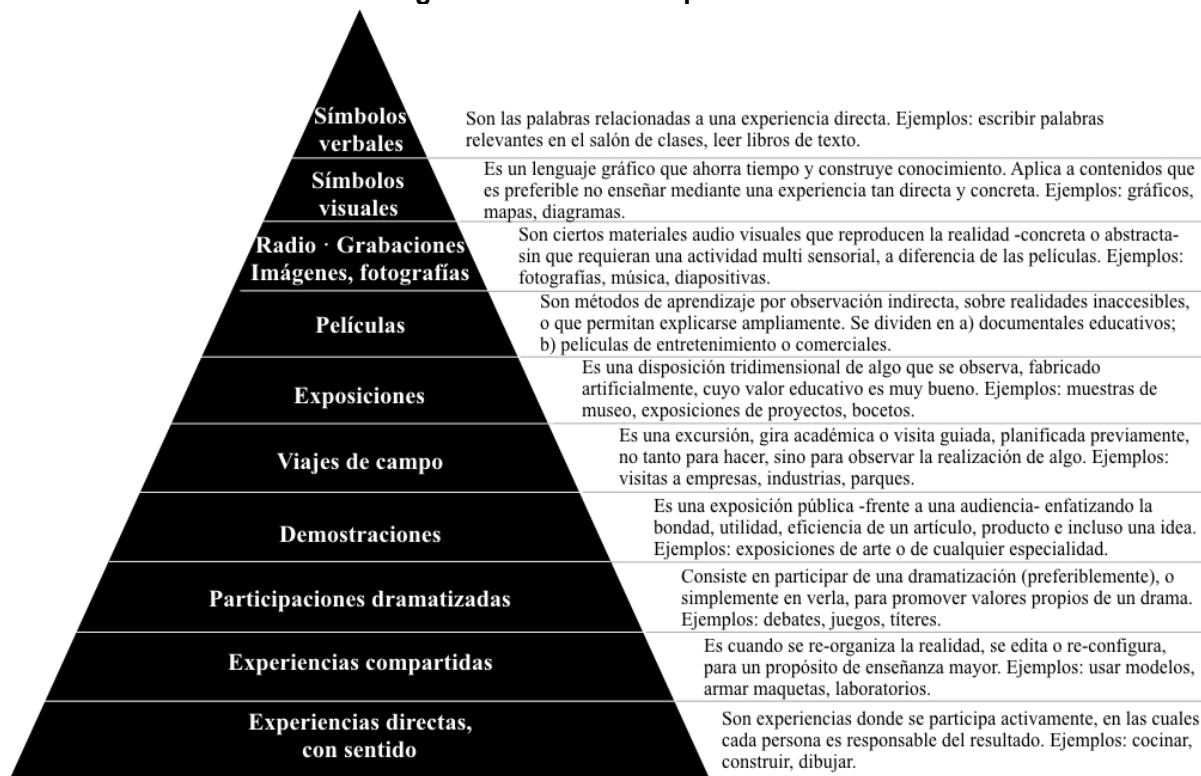 Símbolos
verbales
Son las palabras relacionadas a una experiencia directa. Ejemplos: escribir palabras
relevantes en el salón de clases, leer libros de texto.
Símbolos
visuales
Es un lenguaje gráfico que ahorra tiempo y construye conocimiento. Aplica a contenidos que
es preferible no enseñar mediante una experiencia tan directa y concreta. Ejemplos: gráficos,
mapas, diagramas.
Radio · Grabaciones
Imágenes, fotografías
Son ciertos materiales audio visuales que reproducen la realidad -concreta o abstracta-
sin que requieran una actividad multi sensorial, a diferencia de las películas. Ejemplos:
fotografías, música, diapositivas.
Películas
Son métodos de aprendizaje por observación indirecta, sobre realidades inaccesibles,
o que permitan explicarse ampliamente. Se dividen en a) documentales educativos;
b) películas de entretenimiento o comerciales.
Exposiciones
Es una disposición tridimensional de algo que se observa, fabricado
artificialmente, cuyo valor educativo es muy bueno. Ejemplos: muestras de
museo, exposiciones de proyectos, bocetos.
Viajes de campo
Es una excursión, gira académica o visita guiada, planificada previamente,
no tanto para hacer, sino para observar la realización de algo. Ejemplos:
visitas a empresas, industrias, parques.
Demostraciones
Es una exposición pública -frente a una audiencia- enfatizando la
bondad, utilidad, eficiencia de un artículo, producto e incluso una idea.
Ejemplos: exposiciones de arte o de cualquier especialidad.
Participaciones dramatizadas
Consiste en participar de una dramatización (preferiblemente), o
simplemente en verla, para promover valores propios de un drama.
Ejemplos: debates, juegos, títeres.
Experiencias compartidas
Es cuando se re-organiza la realidad, se edita o re-configura,
para un propósito de enseñanza mayor. Ejemplos: usar modelos,
armar maquetas, laboratorios.
Experiencias directas,
con sentido
Son experiencias donde se participa activamente, en las cuales
cada persona es responsable del resultado. Ejemplos: cocinar,
construir, dibujar.